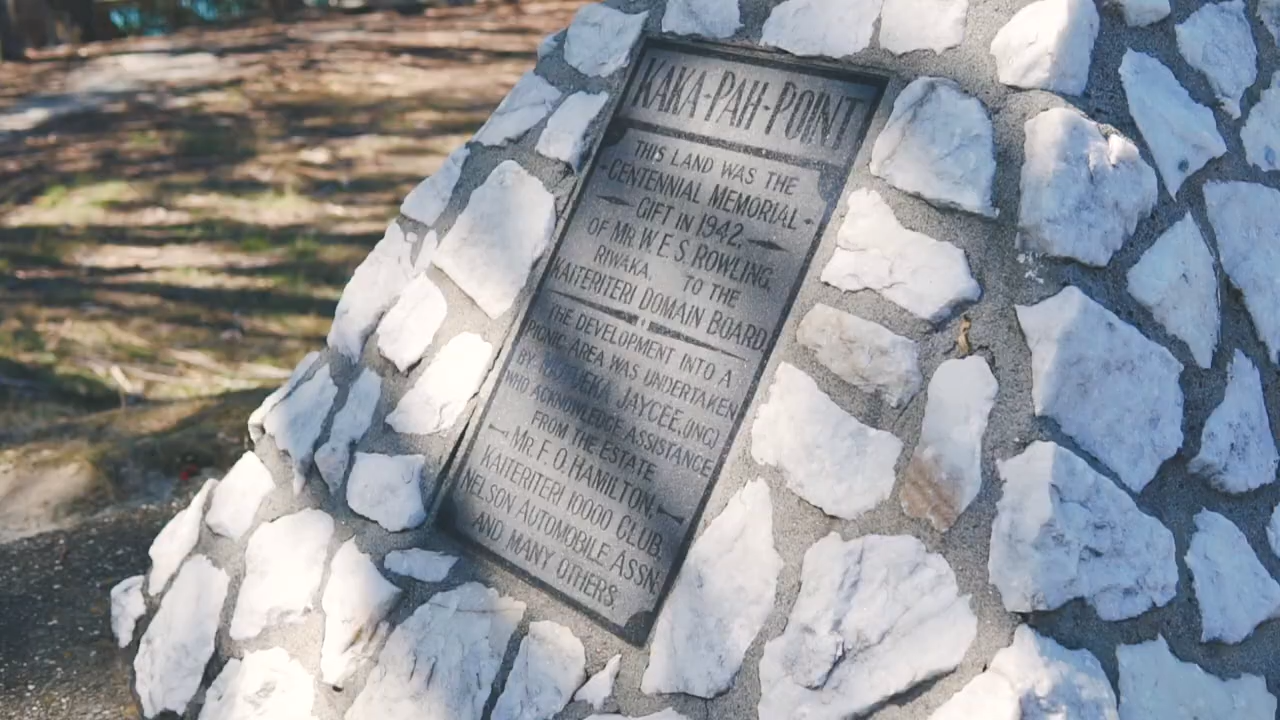 KAKA-PAH-POINT
THIS LAND WAS THE
CENTENNIAL MEMORIAL
GIFT IN 1942,
OF MR W.E.S. ROWLING,
RIWAKA, TO THE
KAITERITERI DOMAIN BOARD
THE DEVELOPMENT INTO A
PICNIC AREA WAS UNDERTAKEN
BY JAYCEE.(INC)
WHO ACKNOWLEDGE ASSISTANCE
FROM THE ESTATE
MR. F. O. HAMILTON.
KAITERITERI 10000 CLUB.
NELSON AUTOMOBILE ASSN.
AND MANY OTHERS.